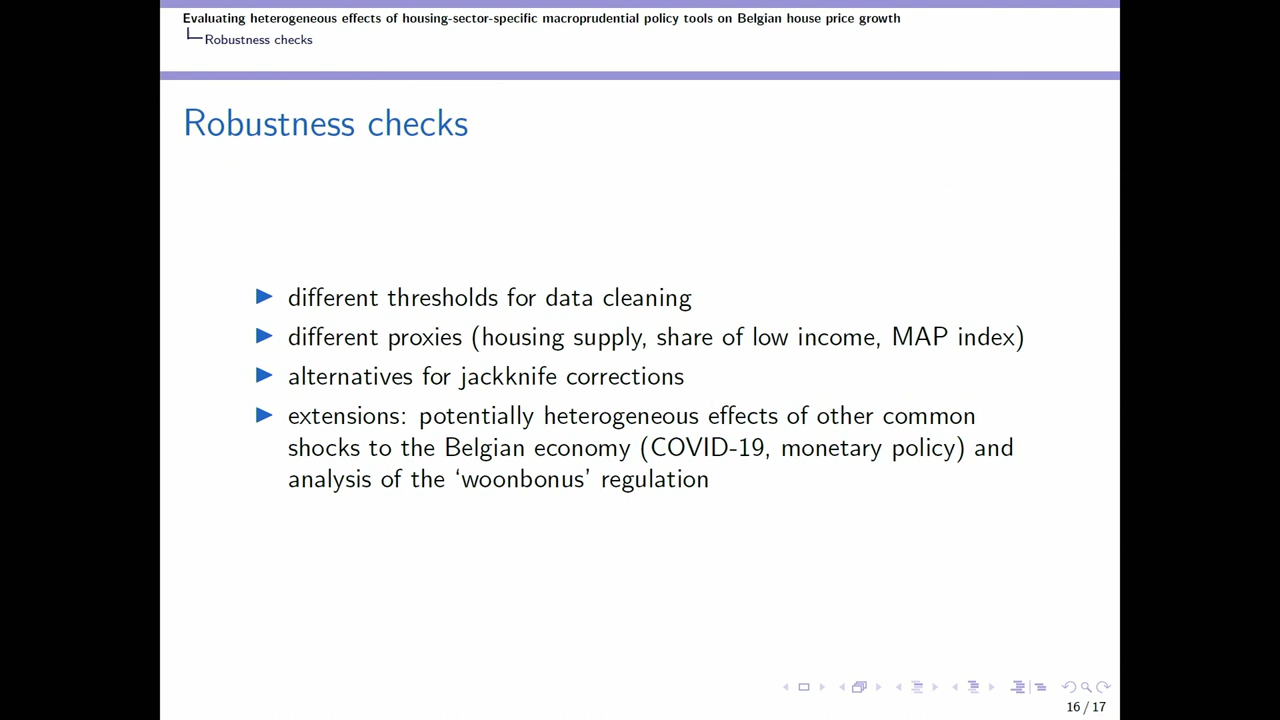 Evaluating heterogeneous effects of housing-sector-specific macroprudential policy tools on Belgian house price growth
Robustness checks
Robustness checks
different thresholds for data cleaning
different proxies (housing supply, share of low income, MAP index)
alternatives for jackknife corrections
extensions: potentially heterogeneous effects of other common
shocks to the Belgian economy (COVID-19, monetary policy) and
analysis of the ‘woonbonus’ regulation
16 / 17